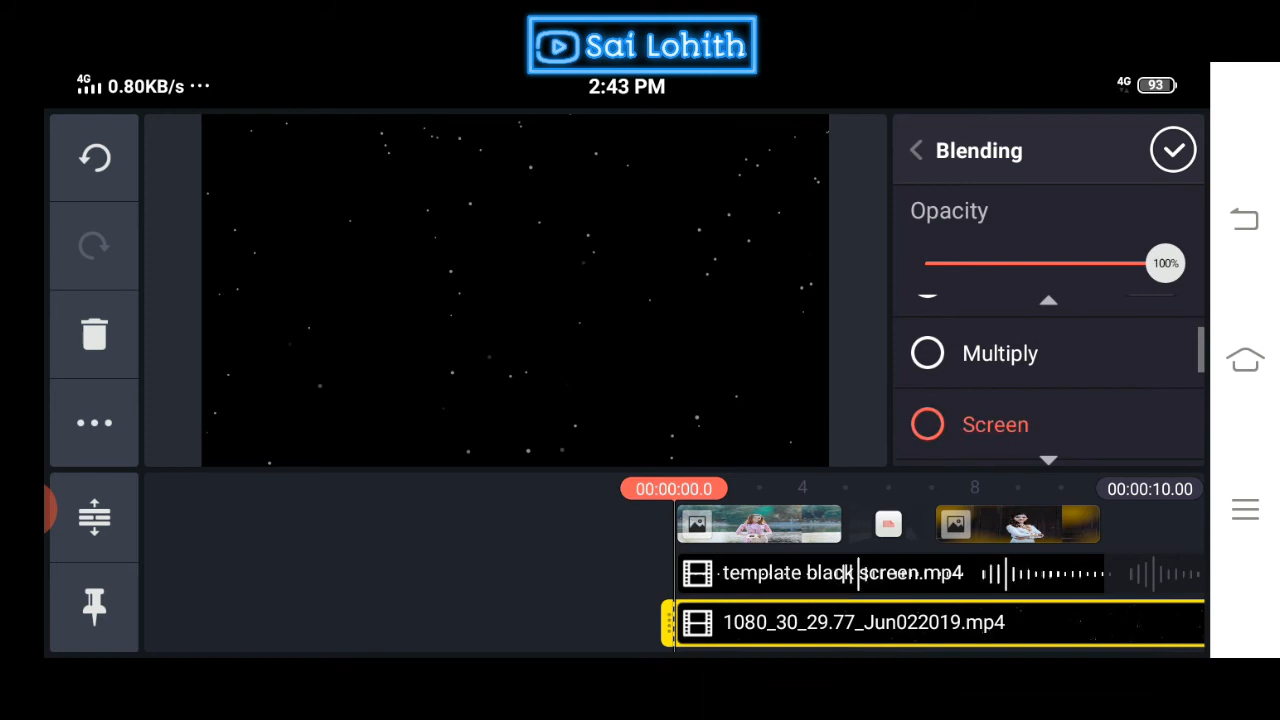 Sai Lohith
4G 0.80KB/s ...
2:43 PM
4G 93
Blending
Opacity
100%
Multiply
Screen
00:00:00.0
4
8
00:00:10.00
template black screen.mp4
1080_30_29.77_Jun022019.mp4